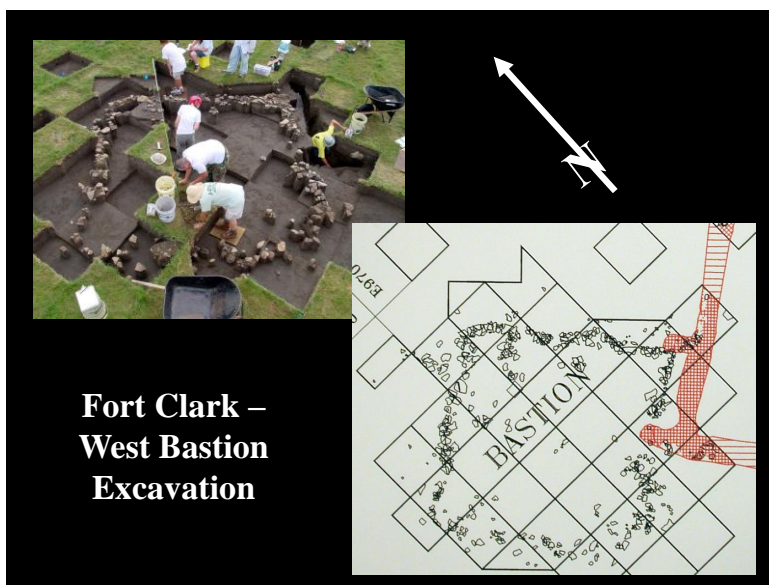 N
E970
BASTION
Fort Clark –
West Bastion
Excavation